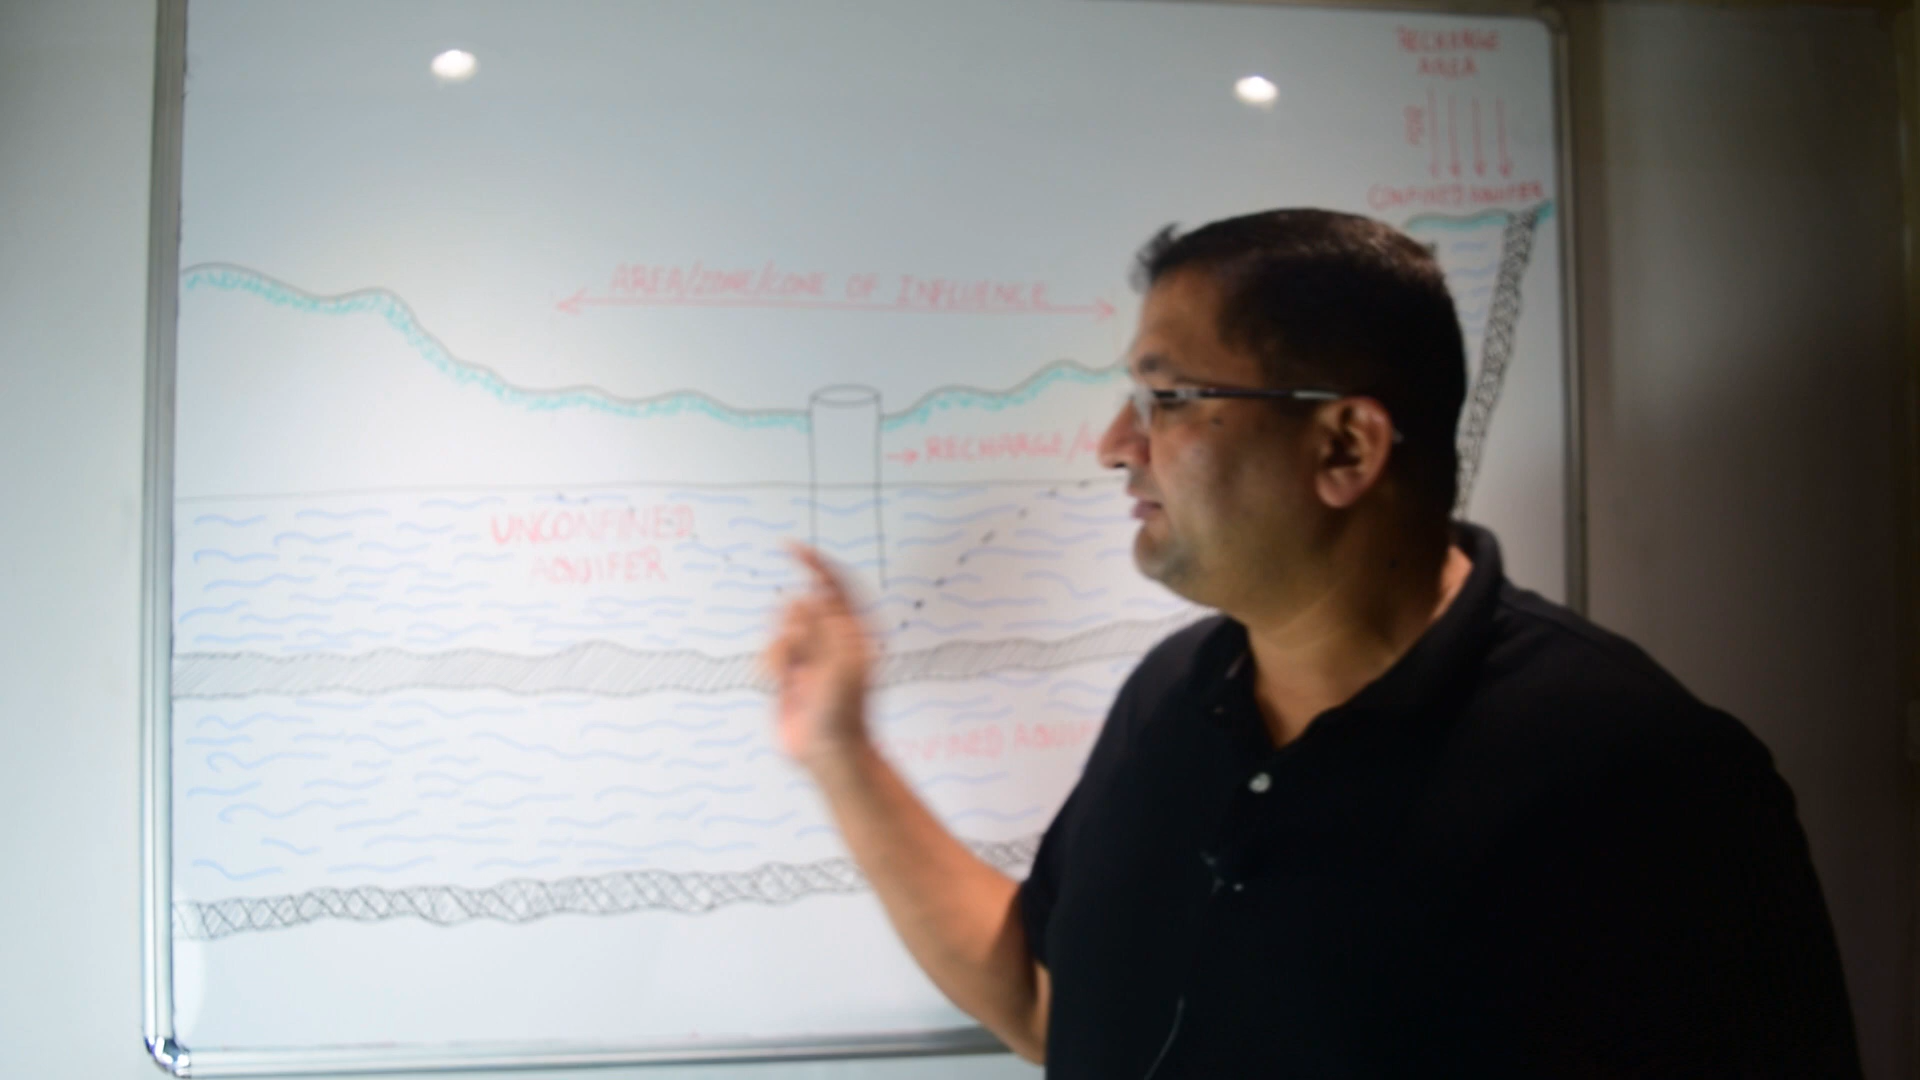 RECHARGE
AREA
CONFINED AQUIFER
AREA/ZONE/CONE OF INFLUENCE
RECHARGE/
UNCONFINED
AQUIFER